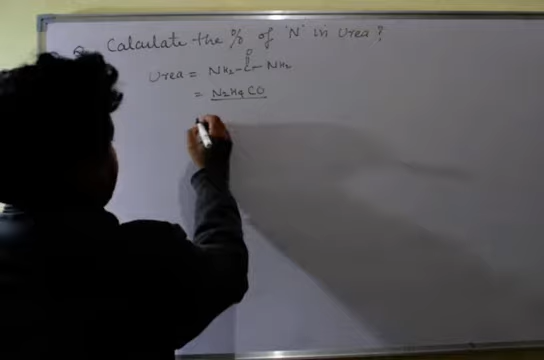 Q. Calculate the % of 'N' in Urea?
O
Urea = NH2-C-NH2
= N2H4CO